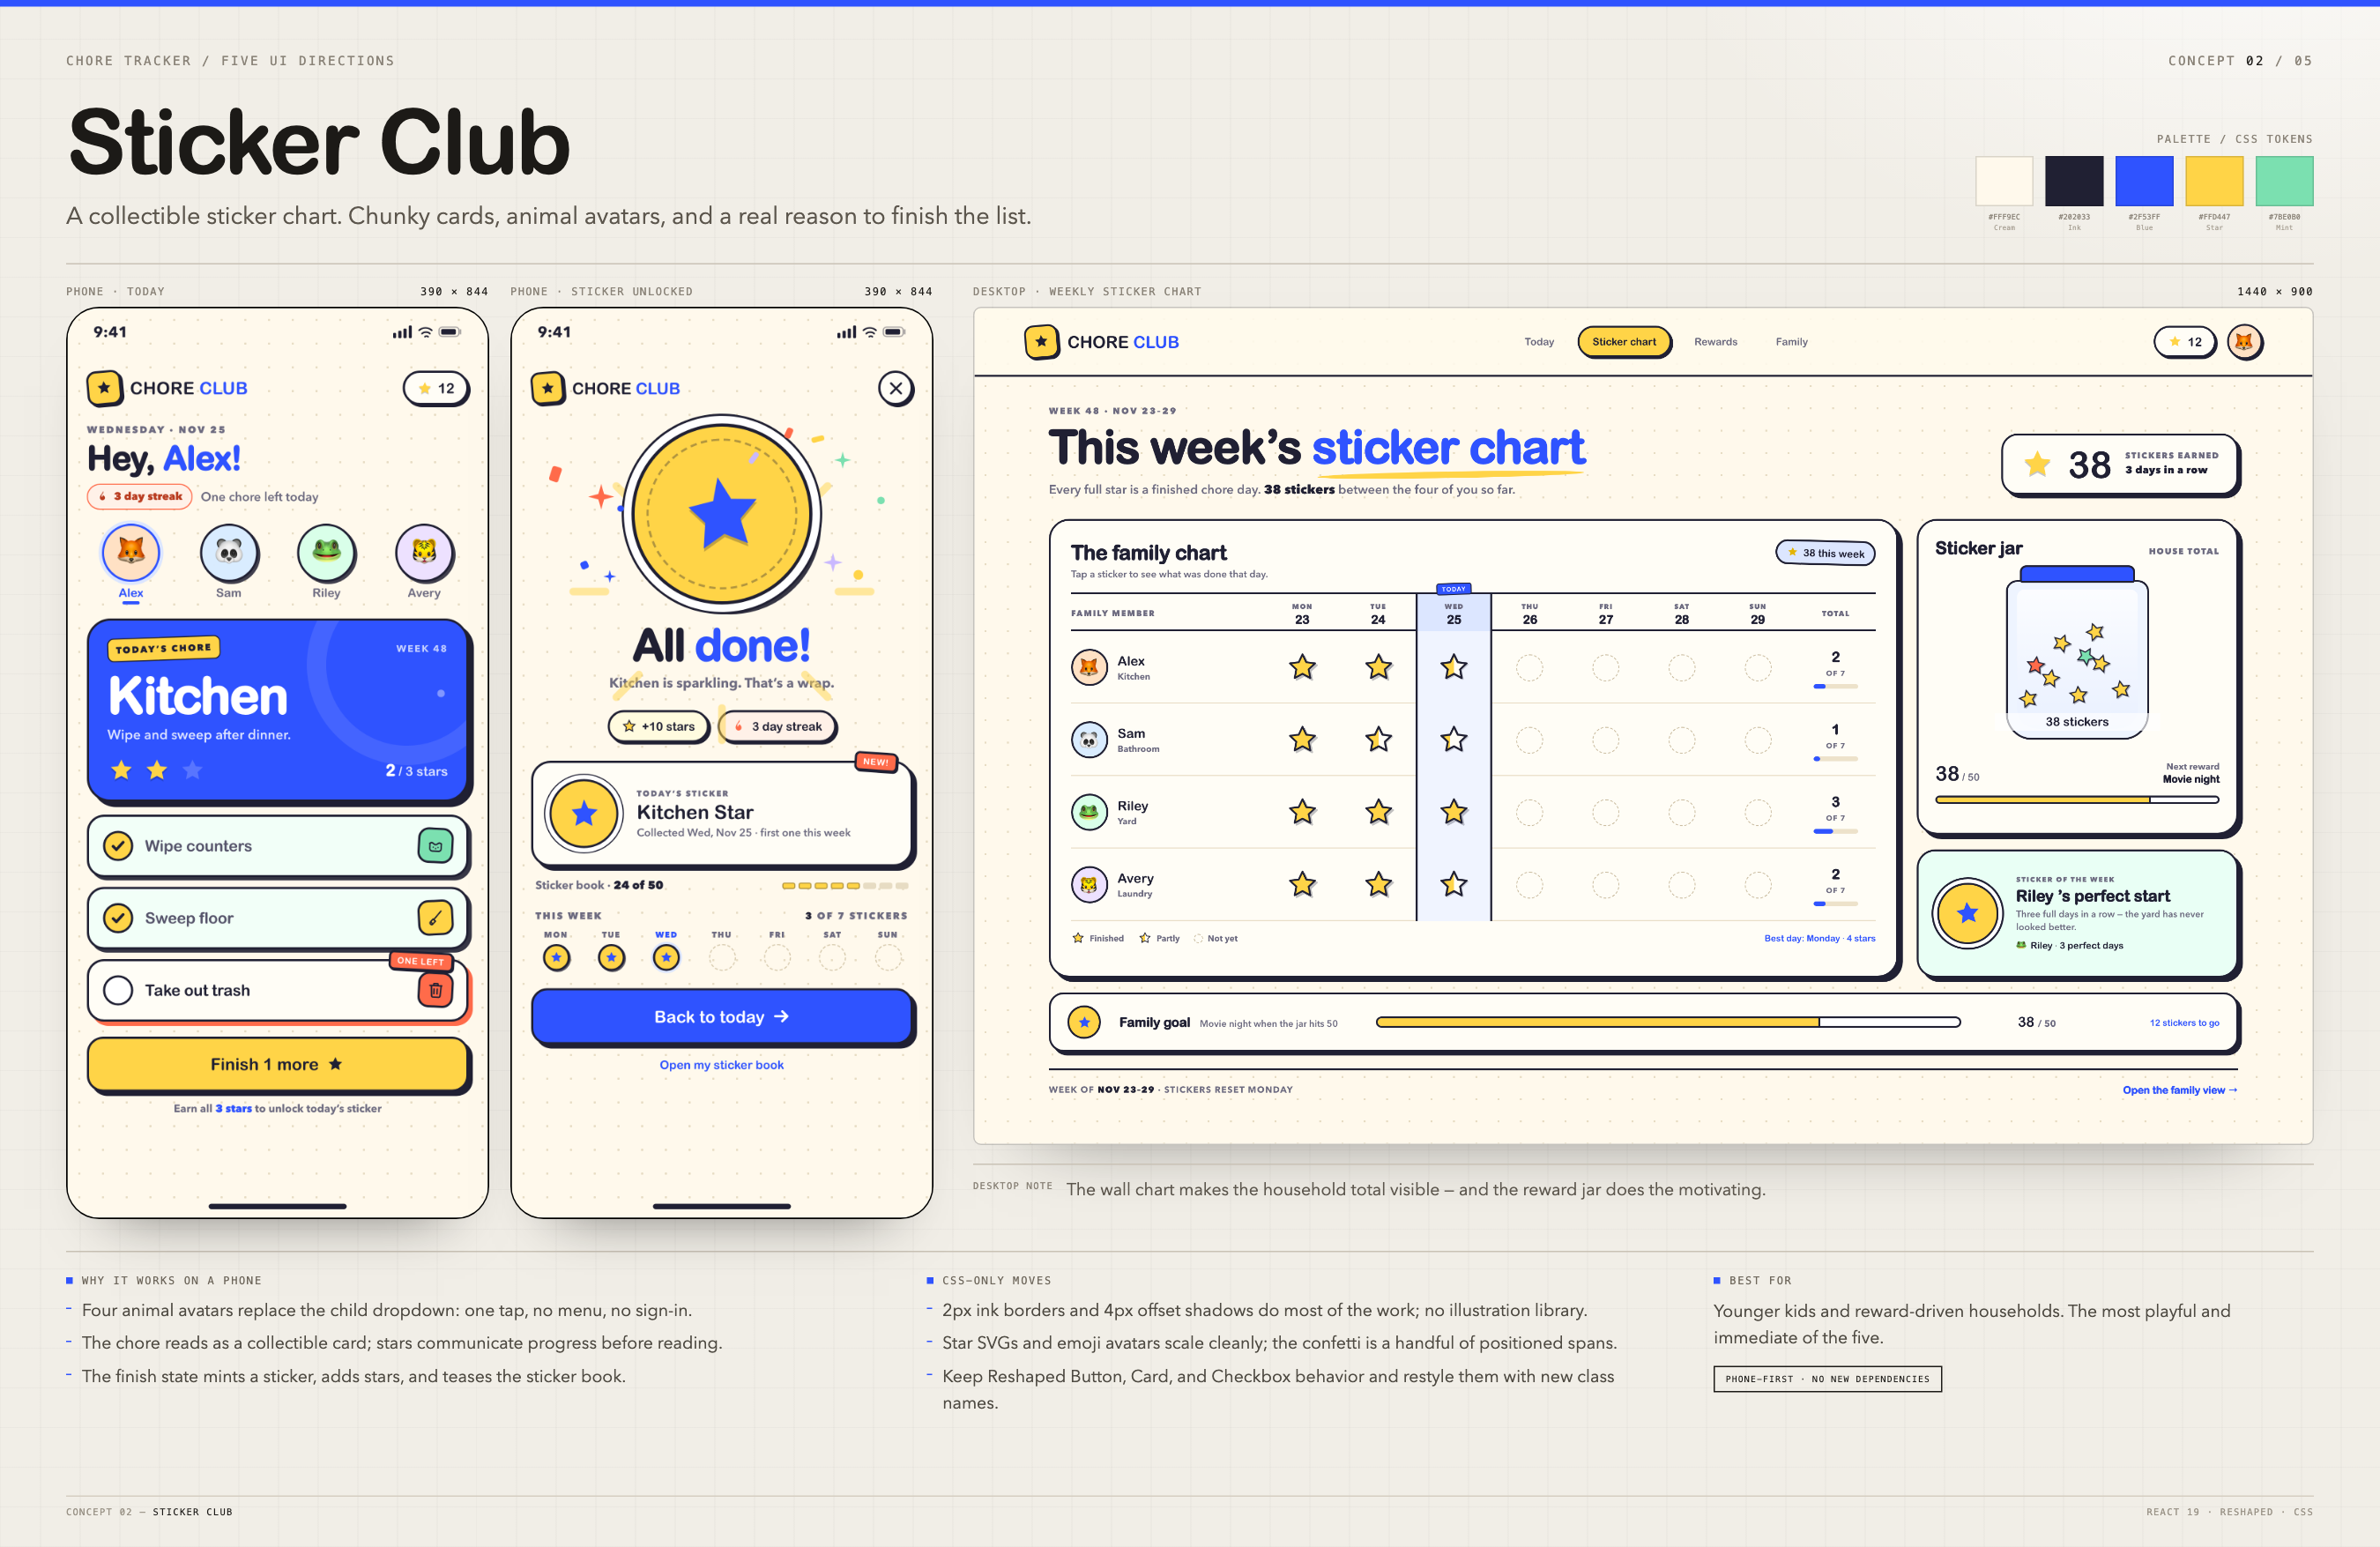 CHORE TRACKER / FIVE UI DIRECTIONS
CONCEPT 02 / 05
Sticker Club
A collectible sticker chart. Chunky cards, animal avatars, and a real reason to finish the list.
PALETTE / CSS TOKENS
#FFF9EC
Cream
#202033
Ink
#2F53FF
Blue
#FFD447
Star
#7BE0B0
Mint
PHONE · TODAY
390 × 844
9:41
CHORE CLUB
12
WEDNESDAY • NOV 25
Hey, Alex!
3 day streak
One chore left today
Alex
Sam
Riley
Avery
TODAY'S CHORE
WEEK 48
Kitchen
Wipe and sweep after dinner.
2 / 3 stars
Wipe counters
Sweep floor
ONE LEFT
Take out trash
Finish 1 more
Earn all 3 stars to unlock today's sticker
PHONE · STICKER UNLOCKED
390 × 844
9:41
CHORE CLUB
All done!
Kitchen is sparkling. That's a wrap.
+10 stars
3 day streak
NEW!
TODAY'S STICKER
Kitchen Star
Collected Wed, Nov 25 · first one this week
Sticker book · 24 of 50
THIS WEEK
3 OF 7 STICKERS
MON
TUE
WED
THU
FRI
SAT
SUN
Back to today →
Open my sticker book
DESKTOP · WEEKLY STICKER CHART
1440 × 900
CHORE CLUB
Today
Sticker chart
Rewards
Family
12
WEEK 48 • NOV 23-29
This week's sticker chart
Every full star is a finished chore day. 38 stickers between the four of you so far.
38
STICKERS EARNED
3 days in a row
The family chart
Tap a sticker to see what was done that day.
38 this week
TODAY
FAMILY MEMBER
MON
23
TUE
24
WED
25
THU
26
FRI
27
SAT
28
SUN
29
TOTAL
Alex
Kitchen
2
OF 7
Sam
Bathroom
1
OF 7
Riley
Yard
3
OF 7
Avery
Laundry
2
OF 7
Finished
Partly
Not yet
Best day: Monday · 4 stars
Sticker jar
HOUSE TOTAL
38 stickers
38 / 50
Next reward
Movie night
STICKER OF THE WEEK
Riley 's perfect start
Three full days in a row – the yard has never
looked better.
Riley · 3 perfect days
Family goal
Movie night when the jar hits 50
38 / 50
12 stickers to go
WEEK OF NOV 23-29 · STICKERS RESET MONDAY
Open the family view →
DESKTOP NOTE
The wall chart makes the household total visible – and the reward jar does the motivating.
WHY IT WORKS ON A PHONE
– Four animal avatars replace the child dropdown: one tap, no menu, no sign-in.
– The chore reads as a collectible card; stars communicate progress before reading.
– The finish state mints a sticker, adds stars, and teases the sticker book.
CSS-ONLY MOVES
– 2px ink borders and 4px offset shadows do most of the work; no illustration library.
– Star SVGs and emoji avatars scale cleanly; the confetti is a handful of positioned spans.
– Keep Reshaped Button, Card, and Checkbox behavior and restyle them with new class
names.
BEST FOR
Younger kids and reward-driven households. The most playful and
immediate of the five.
PHONE-FIRST · NO NEW DEPENDENCIES
CONCEPT 02 — STICKER CLUB
REACT 19 · RESHAPED · CSS